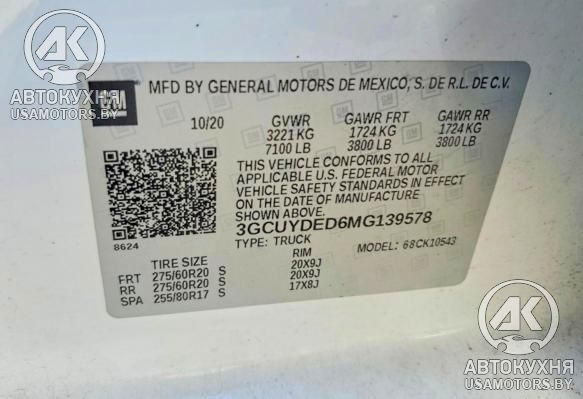 АК
АВТОКУХНЯ
USAMOTORS.BY
GM
MFD BY GENERAL MOTORS DE MEXICO, S. DE R.L. DE C.V.
10/20 GVWR GAWR FRT GAWR RR
3221 KG 1724 KG 1724 KG
7100 LB 3800 LB 3800 LB
THIS VEHICLE CONFORMS TO ALL
APPLICABLE U.S. FEDERAL MOTOR
VEHICLE SAFETY STANDARDS IN EFFECT
ON THE DATE OF MANUFACTURE
SHOWN ABOVE.
3GCUYDED6MG139578
8624 TYPE: TRUCK MODEL: 68CK10543
TIRE SIZE RIM
FRT 275/60R20 S 20X9J
RR 275/60R20 S 20X9J
SPA 255/80R17 S 17X8J
АК
АВТОКУХНЯ
USAMOTORS.BY